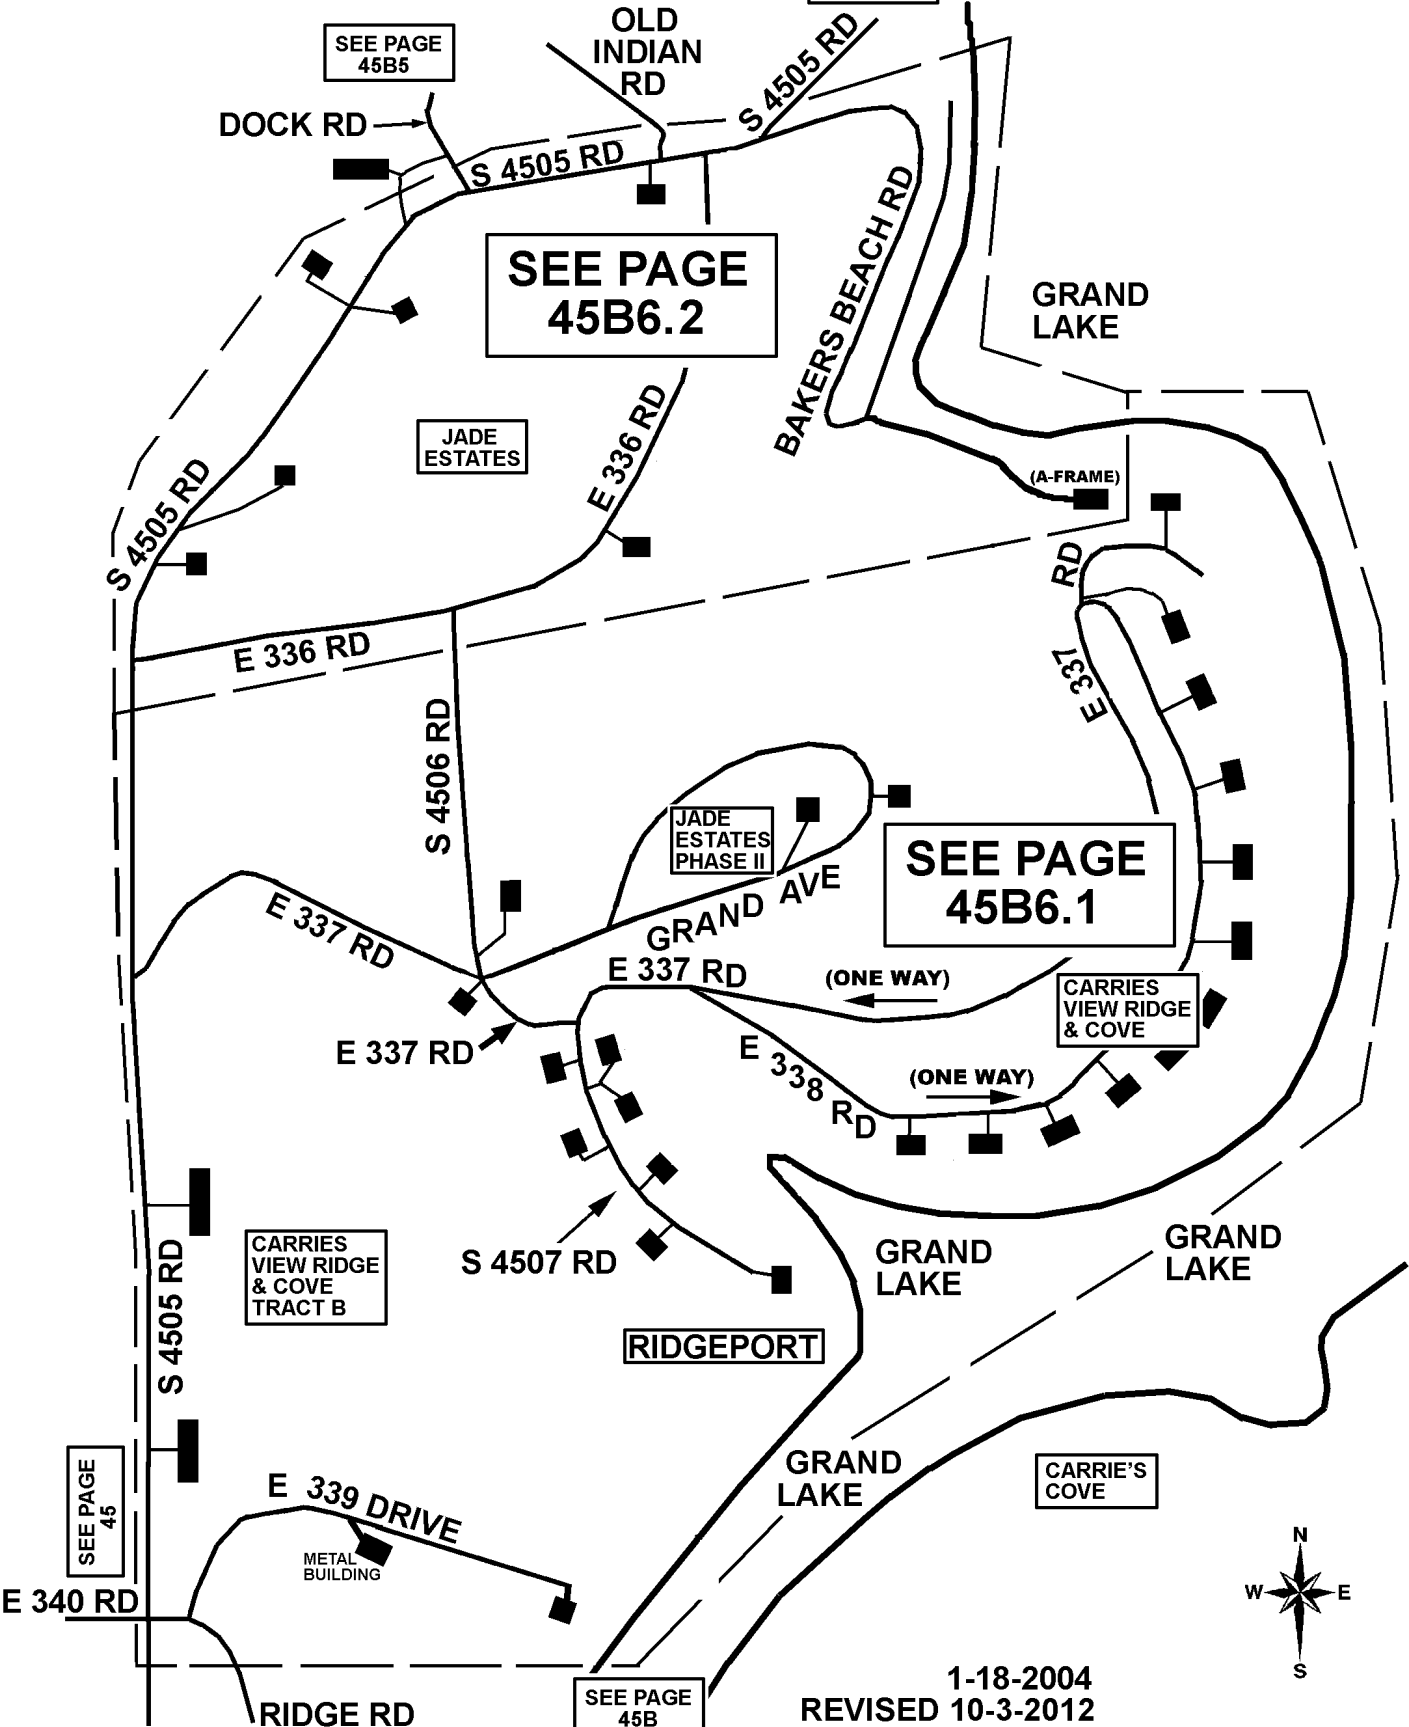 OLD
INDIAN
RD
SEE PAGE
45B5
S 4505 RD
DOCK RD
S 4505 RD
BAKERS BEACH RD
SEE PAGE
45B6.2
GRAND
LAKE
E 336 RD
JADE
ESTATES
(A-FRAME)
S 4505 RD
E 337 RD
E 336 RD
S 4506 RD
JADE
ESTATES
PHASE II
SEE PAGE
45B6.1
GRAND AVE
E 337 RD
E 337 RD
(ONE WAY)
CARRIES
VIEW RIDGE
& COVE
E 337 RD
E 338 RD
(ONE WAY)
S 4507 RD
CARRIES
VIEW RIDGE
& COVE
TRACT B
S 4505 RD
GRAND
LAKE
GRAND
LAKE
RIDGEPORT
GRAND
LAKE
CARRIE'S
COVE
SEE PAGE
45
E 339 DRIVE
METAL
BUILDING
E 340 RD
N
W E
S
RIDGE RD
SEE PAGE
45B
1-18-2004
REVISED 10-3-2012